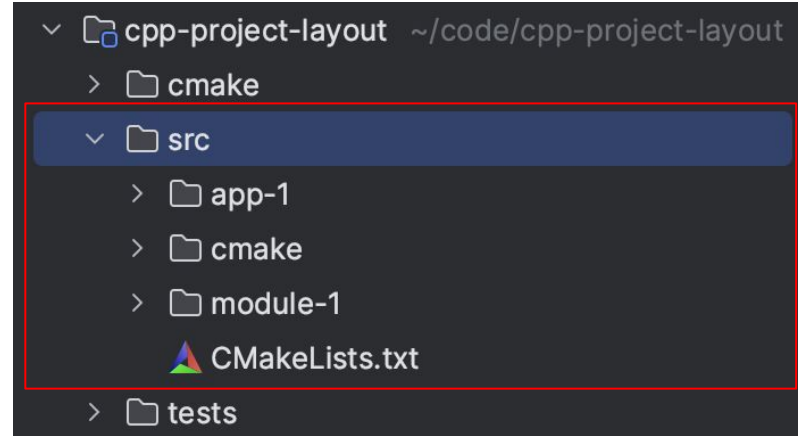 cpp-project-layout ~/code/cpp-project-layout
cmake
src
app-1
cmake
module-1
CMakeLists.txt
tests